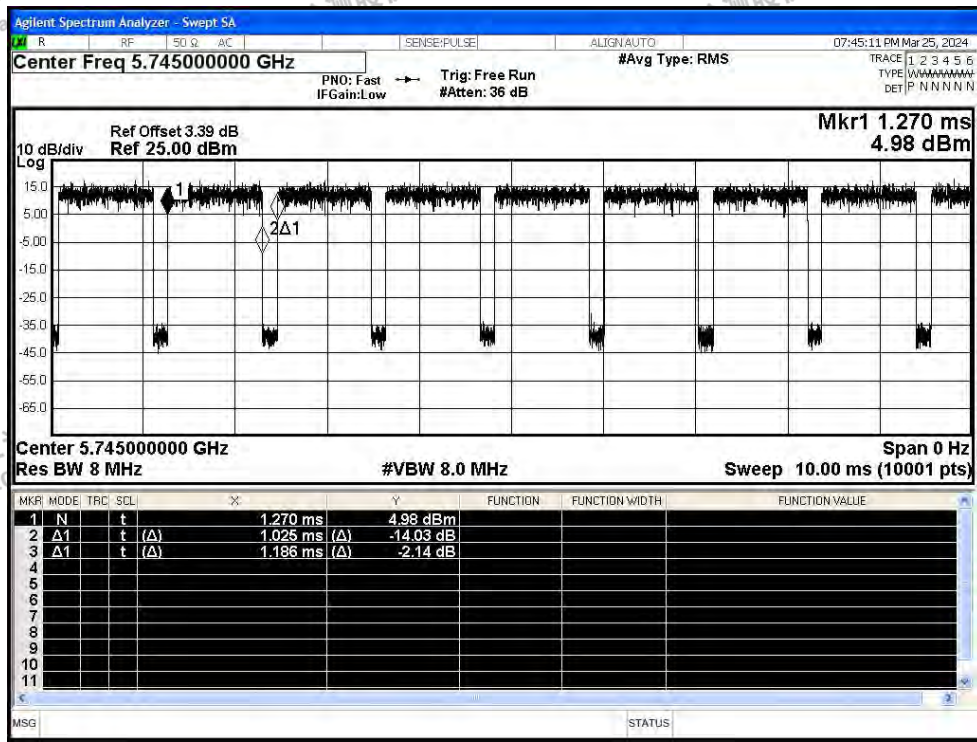 Agilent Spectrum Analyzer - Swept SA
R RF 50 Ω AC SENSE:PULSE ALIGN AUTO 07:45:11 PM Mar 25, 2024
Center Freq 5.745000000 GHz
PNO: Fast
IFGain:Low
Trig: Free Run
#Atten: 36 dB
#Avg Type: RMS
TRACE 1 2 3 4 5 6
TYPE WWWWWW
DET P N N N N N
Mkr1 1.270 ms
4.98 dBm
Ref Offset 3.39 dB
10 dB/div Ref 25.00 dBm
Log
15.0
5.00
-5.00
-15.0
-25.0
-35.0
-45.0
-55.0
-65.0
1
2Δ1
Center 5.745000000 GHz Span 0 Hz
Res BW 8 MHz #VBW 8.0 MHz Sweep 10.00 ms (10001 pts)
MKR MODE TRC SCL X Y FUNCTION FUNCTION WIDTH FUNCTION VALUE
1 N t 1.270 ms 4.98 dBm
2 Δ1 t (Δ) 1.025 ms (Δ) -14.03 dB
3 Δ1 t (Δ) 1.186 ms (Δ) -2.14 dB
4
5
6
7
8
9
10
11
MSG STATUS